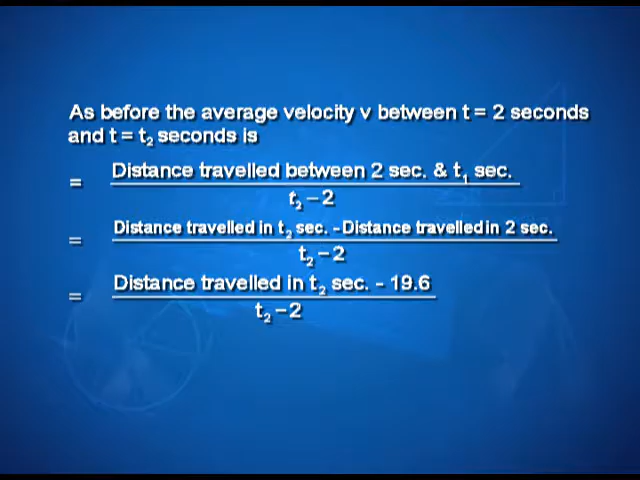 As before the average velocity v between t = 2 seconds
and t = t₂ seconds is
= Distance travelled between 2 sec. & t₁ sec.
t₂ – 2
= Distance travelled in t₂ sec. - Distance travelled in 2 sec.
t₂ – 2
= Distance travelled in t₂ sec. - 19.6
t₂ – 2